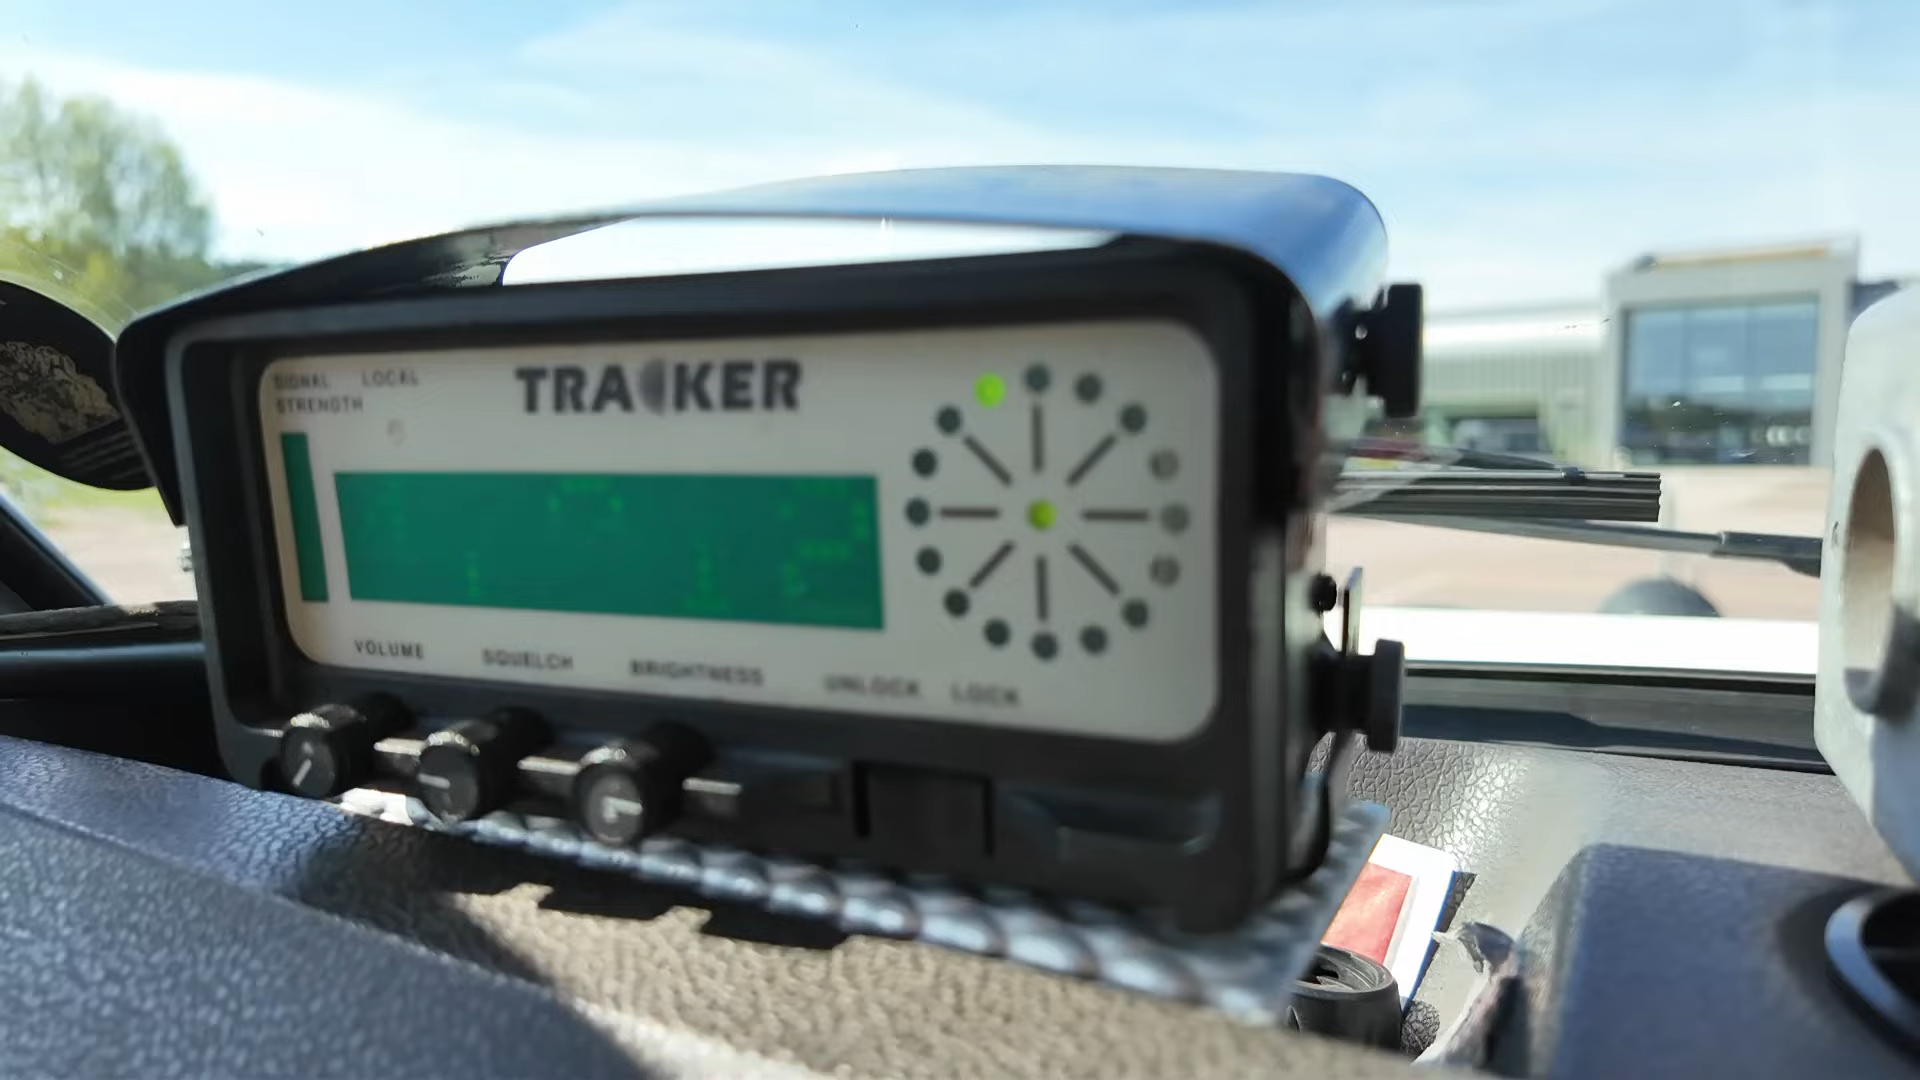 SIGNAL LOCAL
STRENGTH
TRACKER
VOLUME SQUELCH BRIGHTNESS UNLOCK LOCK